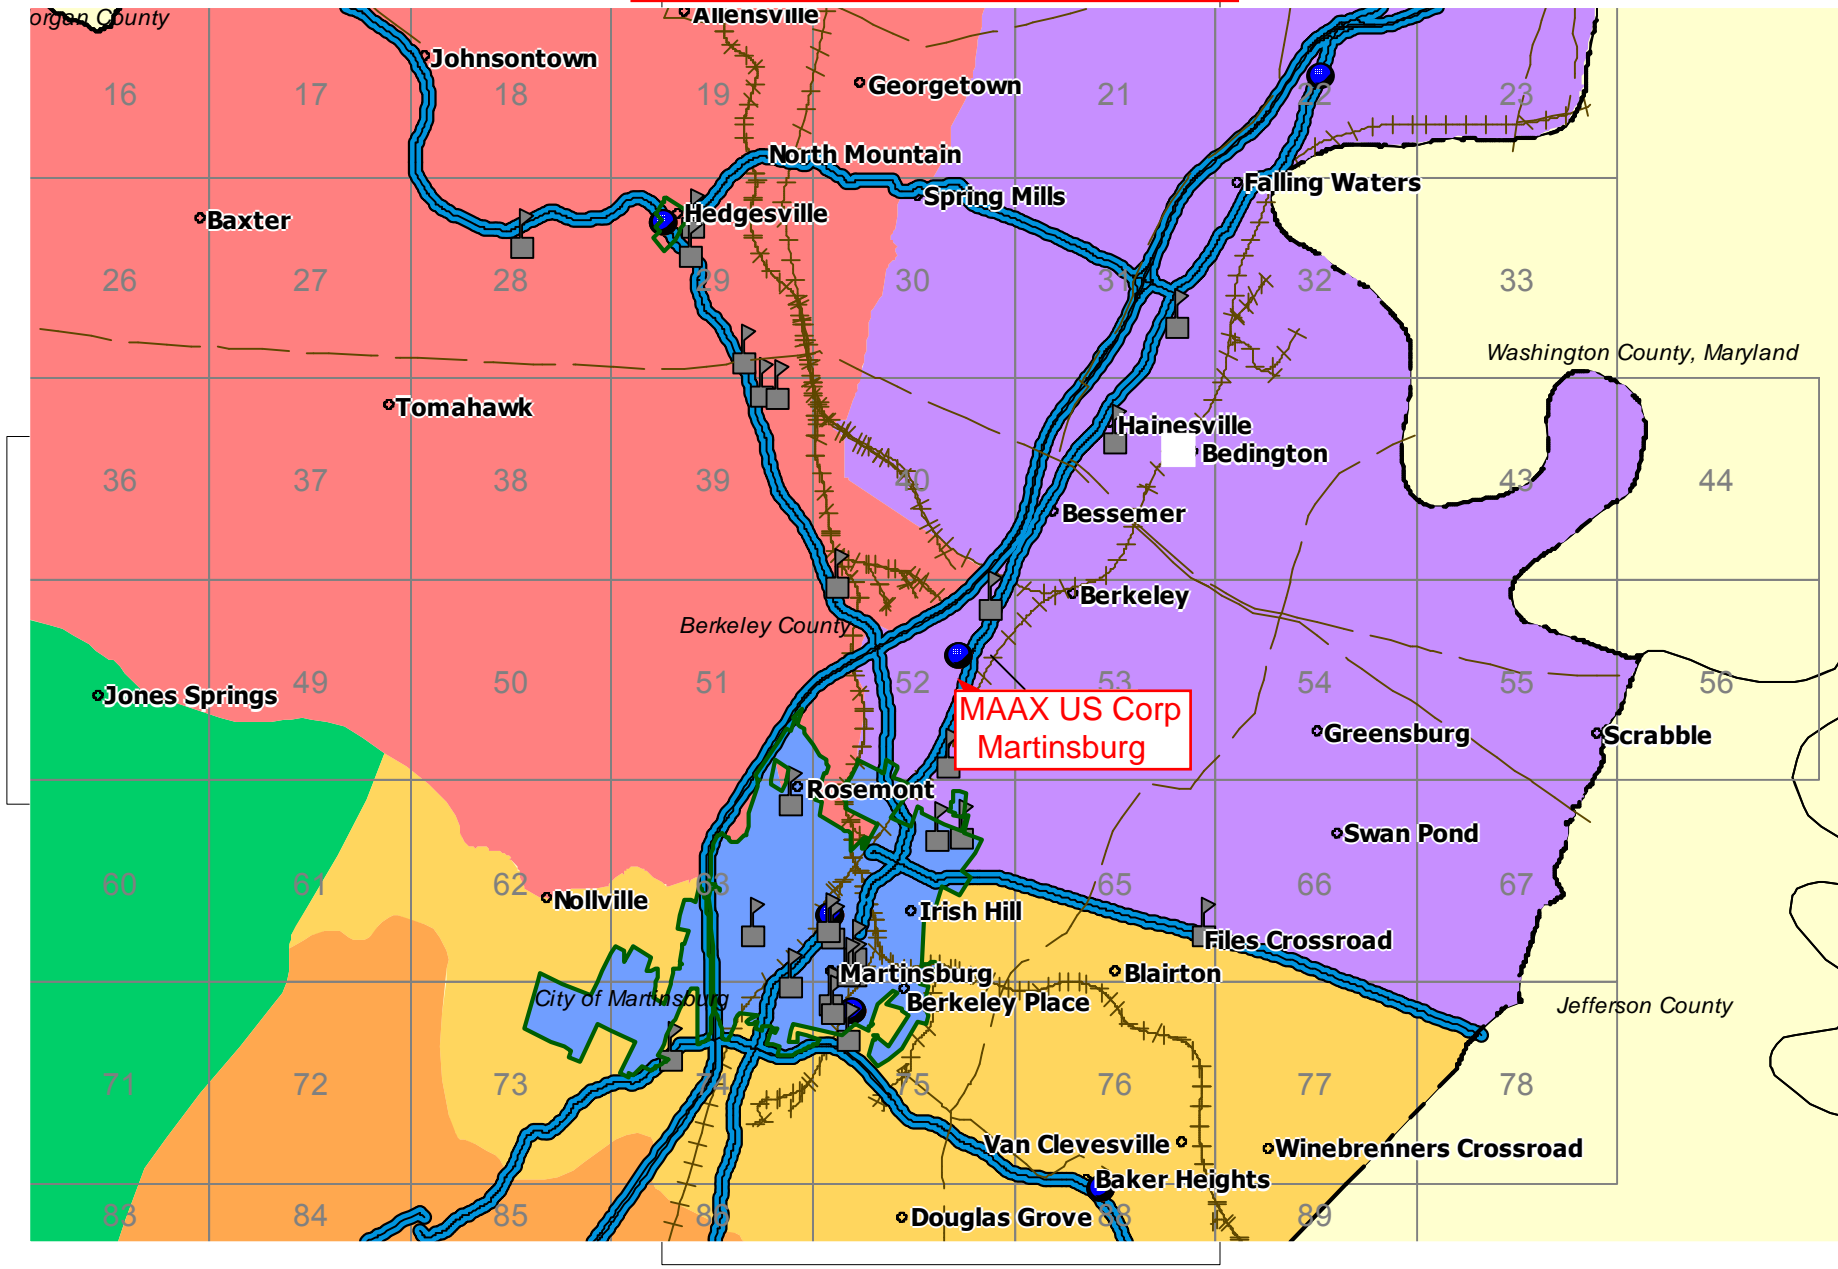 organ County
Allensville
Johnsontown
Georgetown
16
17
18
19
21
22
23
North Mountain
Falling Waters
Spring Mills
Baxter
Hedgesville
26
27
28
29
30
31
32
33
Washington County, Maryland
Tomahawk
Hainesville
Bedington
36
37
38
39
40
43
44
Bessemer
Berkeley
Berkeley County
Jones Springs
49
50
51
52
53
54
55
56
MAAX US Corp
Martinsburg
Greensburg
Scrabble
Rosemont
Swan Pond
60
61
62
63
65
66
67
Nollville
Irish Hill
Files Crossroad
Martinsburg
Blairton
City of Martinsburg
Berkeley Place
Jefferson County
71
72
73
74
75
76
77
78
Van Clevesville
Winebrenners Crossroad
Baker Heights
83
84
85
86
Douglas Grove
88
89